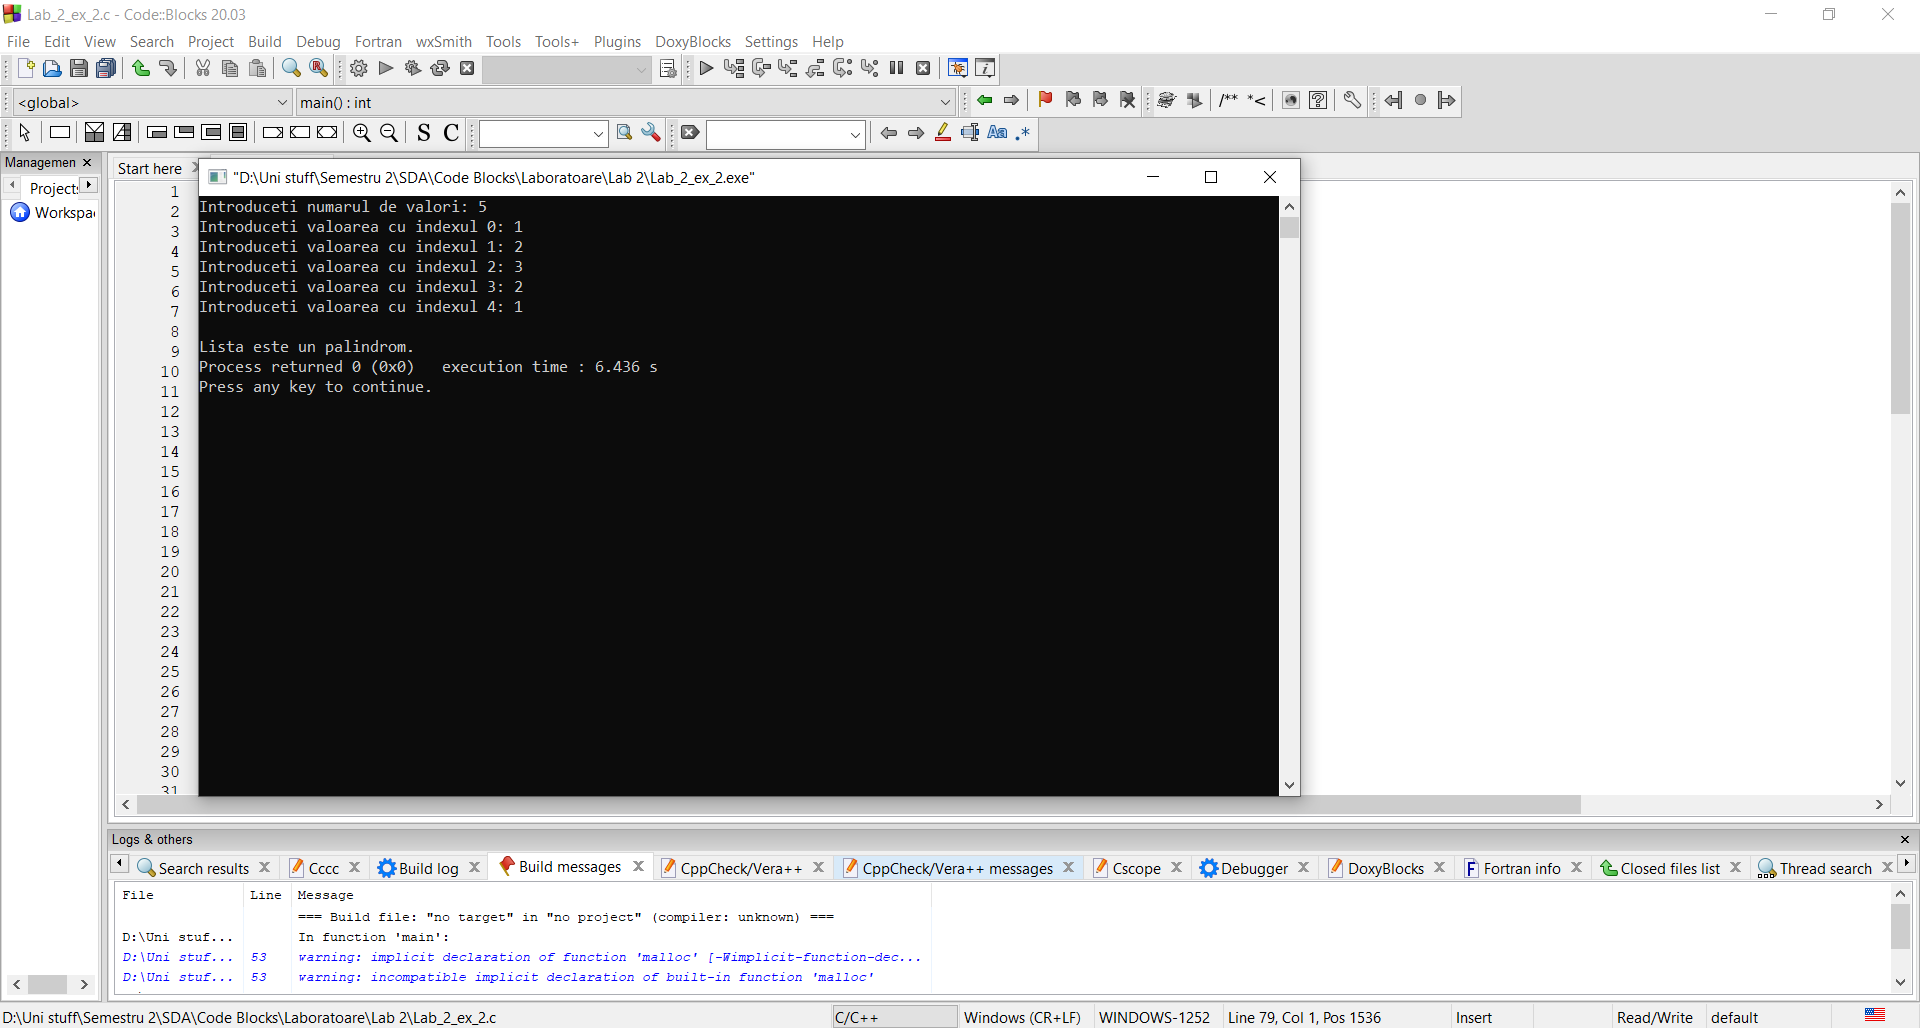 Lab_2_ex_2.c - Code::Blocks 20.03
File Edit View Search Project Build Debug Fortran wxSmith Tools Tools+ Plugins DoxyBlocks Settings Help
<global> main() : int
/** *<
S C Aa .*
Managemen
Projects
Workspa
Start here
"D:\Uni stuff\Semestru 2\SDA\Code Blocks\Laboratoare\Lab 2\Lab_2_ex_2.exe"
Introduceti numarul de valori: 5
Introduceti valoarea cu indexul 0: 1
Introduceti valoarea cu indexul 1: 2
Introduceti valoarea cu indexul 2: 3
Introduceti valoarea cu indexul 3: 2
Introduceti valoarea cu indexul 4: 1
Lista este un palindrom.
Process returned 0 (0x0)   execution time : 6.436 s
Press any key to continue.
1
2
3
4
5
6
7
8
9
10
11
12
13
14
15
16
17
18
19
20
21
22
23
24
25
26
27
28
29
30
31
Logs & others
Search results Cccc Build log Build messages CppCheck/Vera++ CppCheck/Vera++ messages Cscope Debugger DoxyBlocks Fortran info Closed files list Thread search
File Line Message
=== Build file: "no target" in "no project" (compiler: unknown) ===
D:\Uni stuf... In function 'main':
D:\Uni stuf... 53 warning: implicit declaration of function 'malloc' [-Wimplicit-function-dec...
D:\Uni stuf... 53 warning: incompatible implicit declaration of built-in function 'malloc'
D:\Uni stuff\Semestru 2\SDA\Code Blocks\Laboratoare\Lab 2\Lab_2_ex_2.c C/C++ Windows (CR+LF) WINDOWS-1252 Line 79, Col 1, Pos 1536 Insert Read/Write default